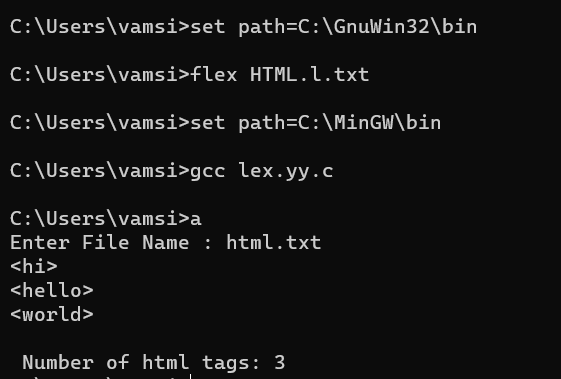 C:\Users\vamsi>set path=C:\GnuWin32\bin
C:\Users\vamsi>flex HTML.l.txt
C:\Users\vamsi>set path=C:\MinGW\bin
C:\Users\vamsi>gcc lex.yy.c
C:\Users\vamsi>a
Enter File Name : html.txt
<hi>
<hello>
<world>
Number of html tags: 3